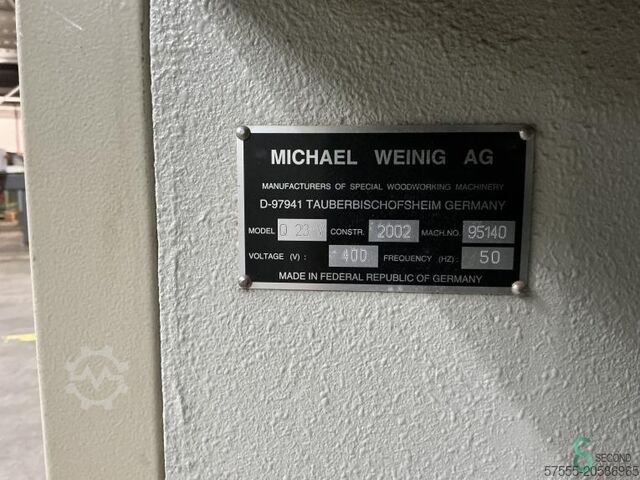 MICHAEL WEINIG AG
MANUFACTURERS OF SPECIAL WOODWORKING MACHINERY
D-97941 TAUBERBISCHOFSHEIM GERMANY
MODEL Q 23 CONSTR. 2002 MACH.NO. 95140
VOLTAGE (V) : 400 FREQUENCY (HZ) : 50
MADE IN FEDERAL REPUBLIC OF GERMANY
SECOND
57555-20586965